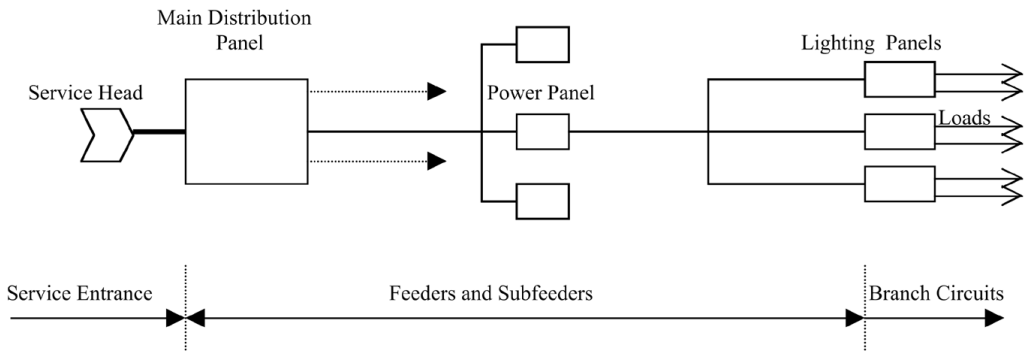 Main Distribution
Panel
Lighting Panels
Service Head
Power Panel
Loads
Service Entrance
Feeders and Subfeeders
Branch Circuits